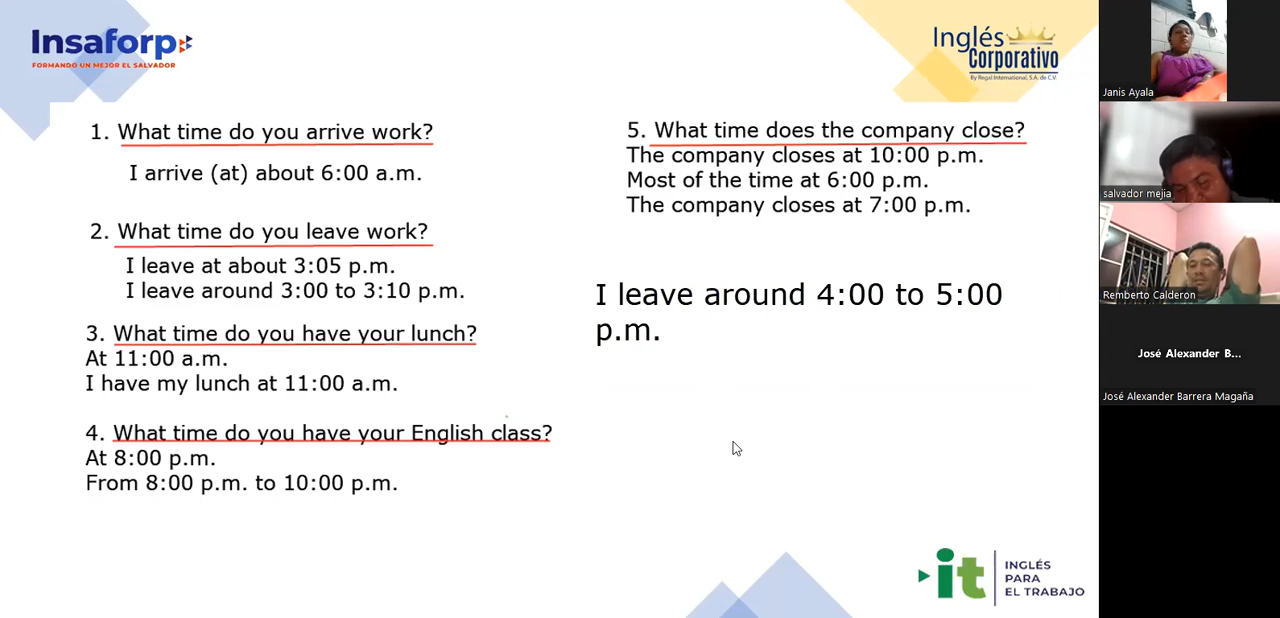 Insaforp
FORMANDO UN MEJOR EL SALVADOR
Inglés
Corporativo
By Regal International, S.A. de C.V.
1. What time do you arrive work?
I arrive (at) about 6:00 a.m.
2. What time do you leave work?
I leave at about 3:05 p.m.
I leave around 3:00 to 3:10 p.m.
3. What time do you have your lunch?
At 11:00 a.m.
I have my lunch at 11:00 a.m.
4. What time do you have your English class?
At 8:00 p.m.
From 8:00 p.m. to 10:00 p.m.
5. What time does the company close?
The company closes at 10:00 p.m.
Most of the time at 6:00 p.m.
The company closes at 7:00 p.m.
I leave around 4:00 to 5:00
p.m.
it
INGLÉS
PARA
EL TRABAJO
Janis Ayala
salvador mejia
Remberto Calderon
José Alexander B...
José Alexander Barrera Magaña